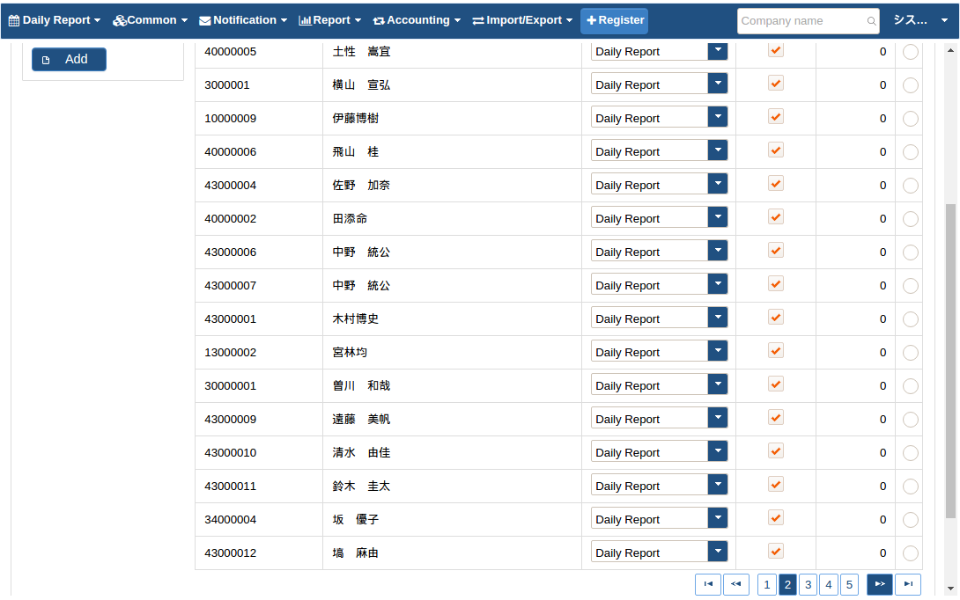 Daily Report Common Notification Report Accounting Import/Export Register Company name シス...
Add
40000005 土性　嵩宜 Daily Report 0
3000001 横山　宣弘 Daily Report 0
10000009 伊藤博樹 Daily Report 0
40000006 飛山　桂 Daily Report 0
43000004 佐野　加奈 Daily Report 0
40000002 田添命 Daily Report 0
43000006 中野　統公 Daily Report 0
43000007 中野　統公 Daily Report 0
43000001 木村博史 Daily Report 0
13000002 宮林均 Daily Report 0
30000001 曽川　和哉 Daily Report 0
43000009 遠藤　美帆 Daily Report 0
43000010 清水　由佳 Daily Report 0
43000011 鈴木　圭太 Daily Report 0
34000004 坂　優子 Daily Report 0
43000012 塙　麻由 Daily Report 0
1 2 3 4 5